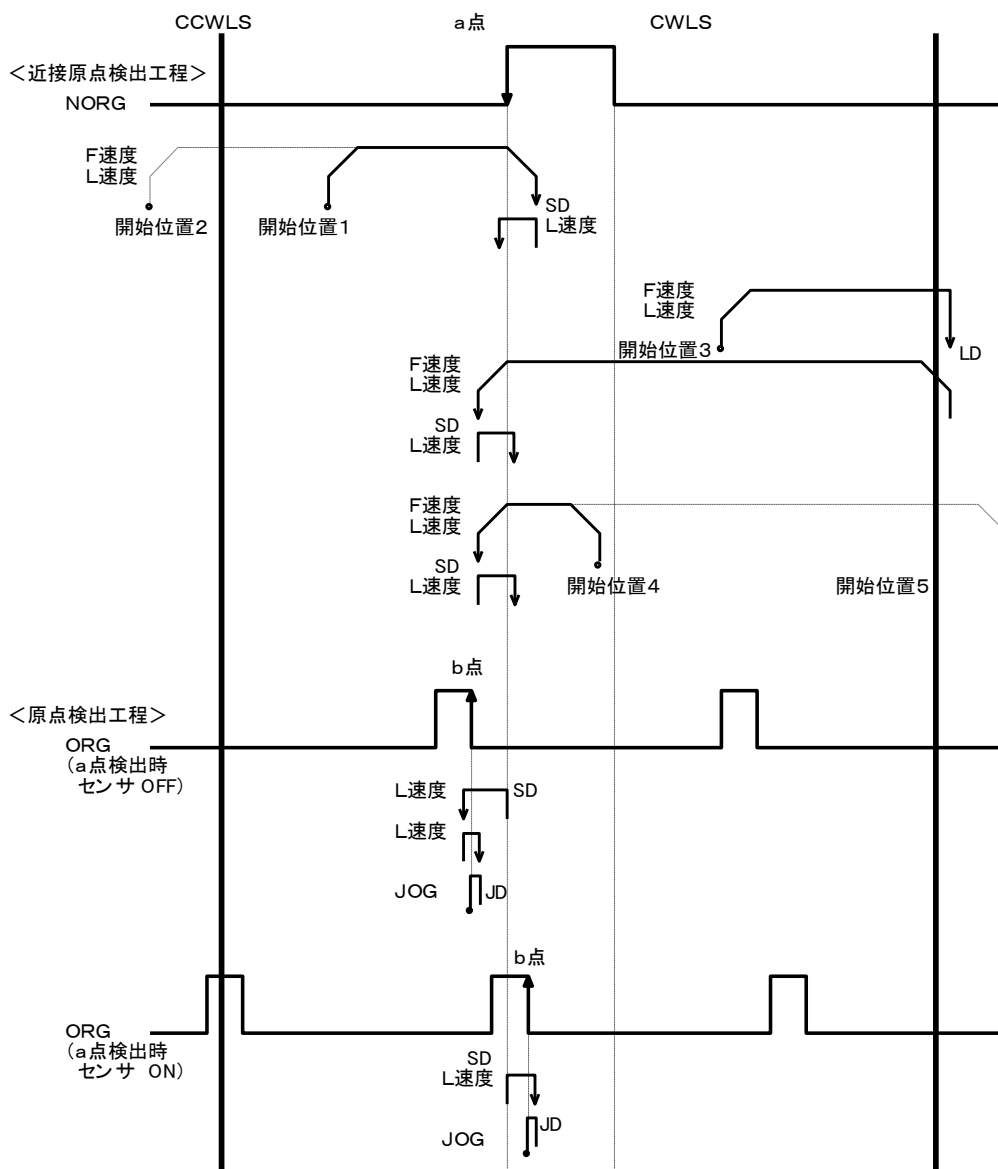 CCWLS
a点
CWLS
＜近接原点検出工程＞
NORG
F速度
L速度
開始位置2
開始位置1
SD
L速度
F速度
L速度
開始位置3
LD
F速度
L速度
SD
L速度
F速度
L速度
SD
L速度
開始位置4
開始位置5
b点
＜原点検出工程＞
ORG
(a点検出時
センサ OFF)
L速度
SD
L速度
JOG
JD
b点
ORG
(a点検出時
センサ ON)
SD
L速度
JD
JOG